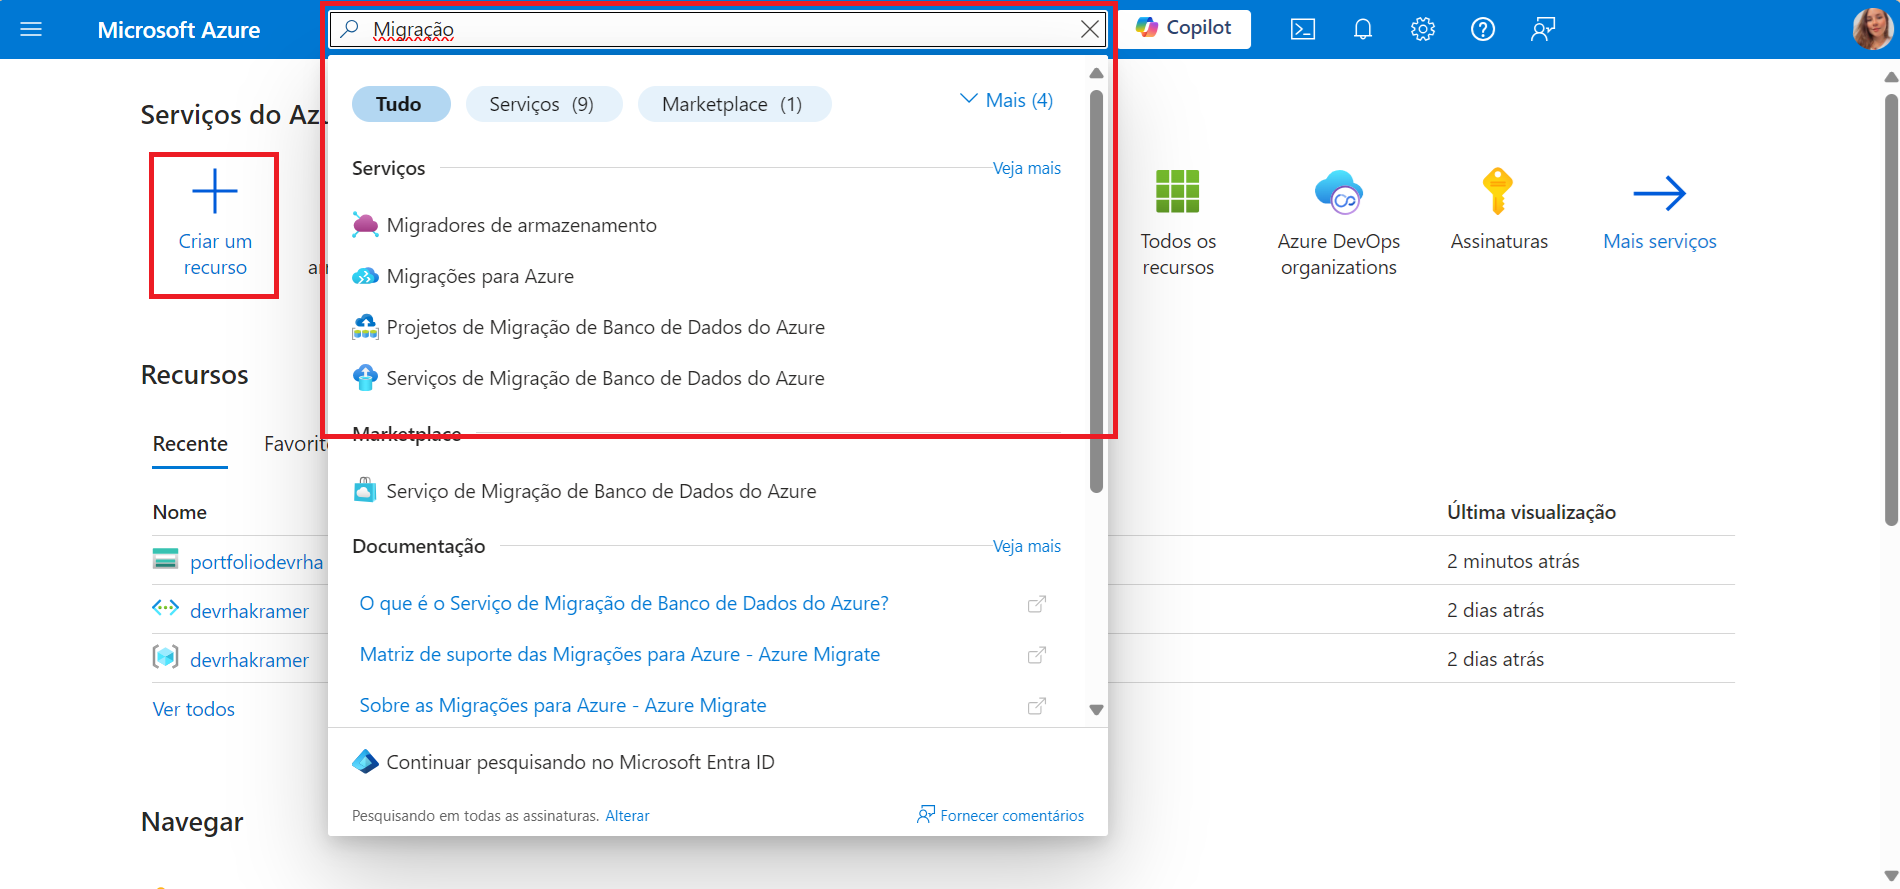 Microsoft Azure
Migração
Copilot
Serviços do Az
Tudo
Serviços (9)
Marketplace (1)
Mais (4)
Serviços
Veja mais
Criar um
recurso
Migradores de armazenamento
Migrações para Azure
Projetos de Migração de Banco de Dados do Azure
Serviços de Migração de Banco de Dados do Azure
Todos os
recursos
Azure DevOps
organizations
Assinaturas
Mais serviços
Recursos
Recente
Favorit
Marketplace
Serviço de Migração de Banco de Dados do Azure
Nome
Última visualização
Documentação
Veja mais
portfoliodevrha
2 minutos atrás
O que é o Serviço de Migração de Banco de Dados do Azure?
devrhakramer
2 dias atrás
Matriz de suporte das Migrações para Azure - Azure Migrate
devrhakramer
2 dias atrás
Sobre as Migrações para Azure - Azure Migrate
Ver todos
Continuar pesquisando no Microsoft Entra ID
Pesquisando em todas as assinaturas. Alterar
Fornecer comentários
Navegar